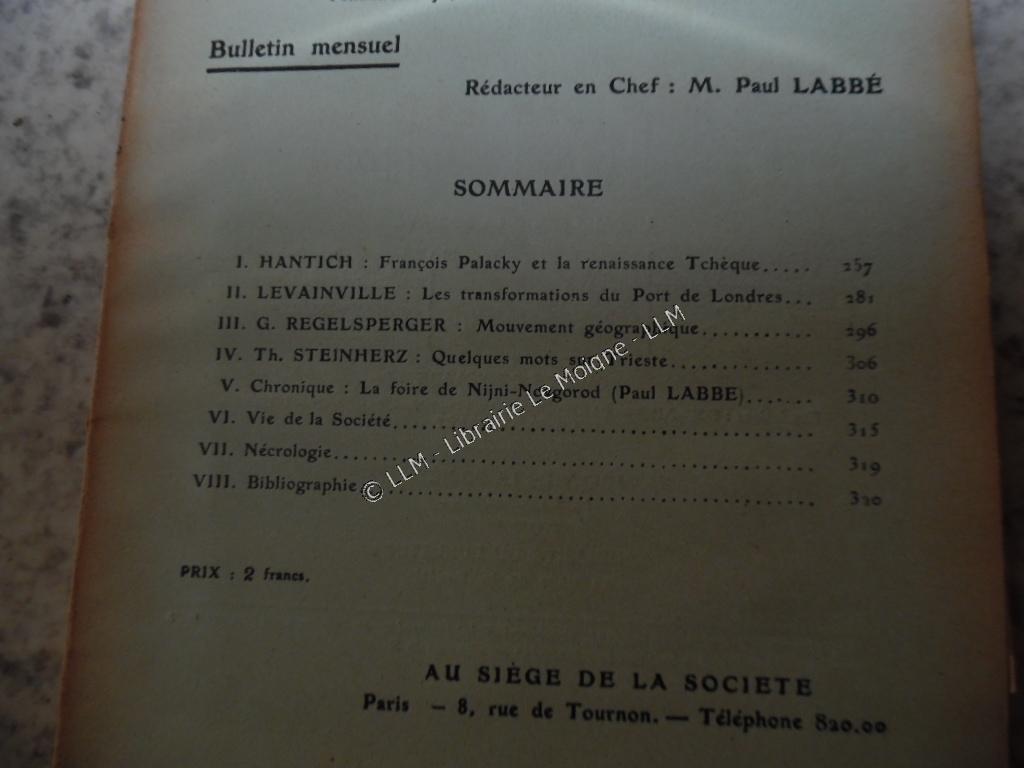 Bulletin mensuel
Rédacteur en Chef : M. Paul LABBÉ
SOMMAIRE
I. HANTICH : François Palacky et la renaissance Tchèque..... 257
II. LEVAINVILLE : Les transformations du Port de Londres... 281
III. G. REGELSPERGER : Mouvement géographique........... 296
IV. Th. STEINHERZ : Quelques mots sur Trieste.............. 306
V. Chronique : La foire de Nijni-Novgorod (Paul LABBE)....... 310
VI. Vie de la Société.......................................... 315
VII. Nécrologie................................................ 319
VIII. Bibliographie............................................. 320
© LLM - Librairie Le Moigne - LLM
PRIX : 2 francs.
AU SIÈGE DE LA SOCIETE
Paris — 8, rue de Tournon. — Téléphone 820.00